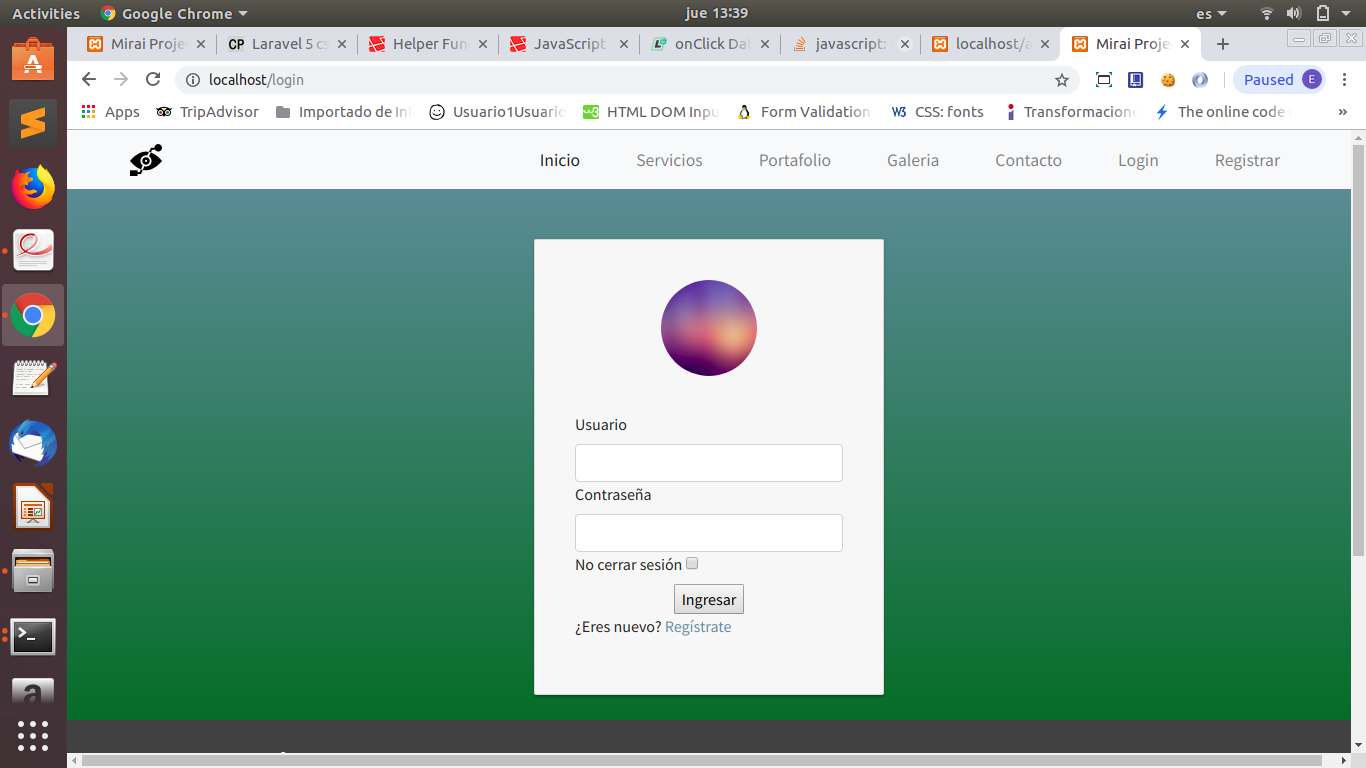 Activities Google Chrome jue 13:39 es
Mirai Proje Laravel 5 cs Helper Fun JavaScript onClick Dat javascript: localhost/a Mirai Proje
localhost/login Paused E
Apps TripAdvisor Importado de In Usuario1Usuario HTML DOM Inpu Form Validation CSS: fonts Transformacione The online code »
Inicio Servicios Portafolio Galeria Contacto Login Registrar
Usuario
Contraseña
No cerrar sesión
Ingresar
¿Eres nuevo? Regístrate